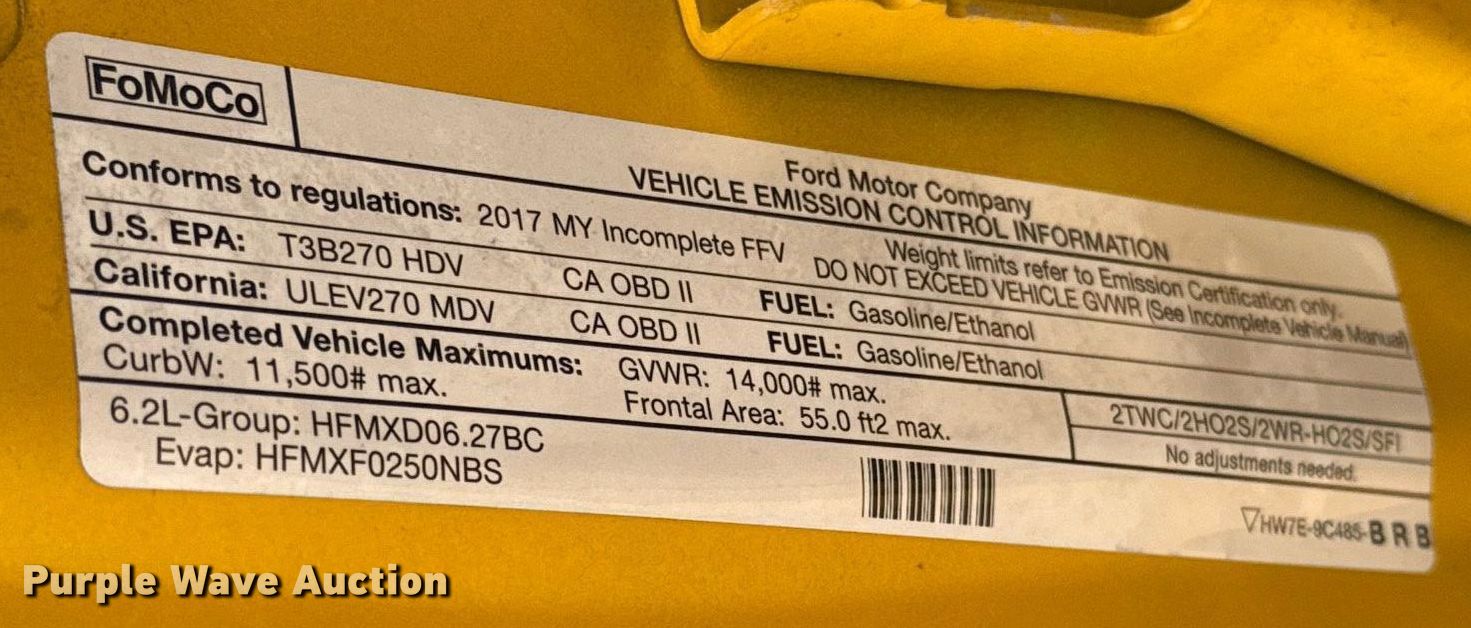 FoMoCo
Ford Motor Company
VEHICLE EMISSION CONTROL INFORMATION
Conforms to regulations: 2017 MY Incomplete FFV
Weight limits refer to Emission Certification only.
DO NOT EXCEED VEHICLE GVWR (See Incomplete Vehicle Manual)
U.S. EPA: T3B270 HDV CA OBD II FUEL: Gasoline/Ethanol
California: ULEV270 MDV CA OBD II FUEL: Gasoline/Ethanol
Completed Vehicle Maximums: GVWR: 14,000# max.
CurbW: 11,500# max. Frontal Area: 55.0 ft2 max.
2TWC/2HO2S/2WR-HO2S/SFI
No adjustments needed.
6.2L-Group: HFMXD06.27BC
Evap: HFMXF0250NBS
▽HW7E-9C485-B R B
Purple Wave Auction